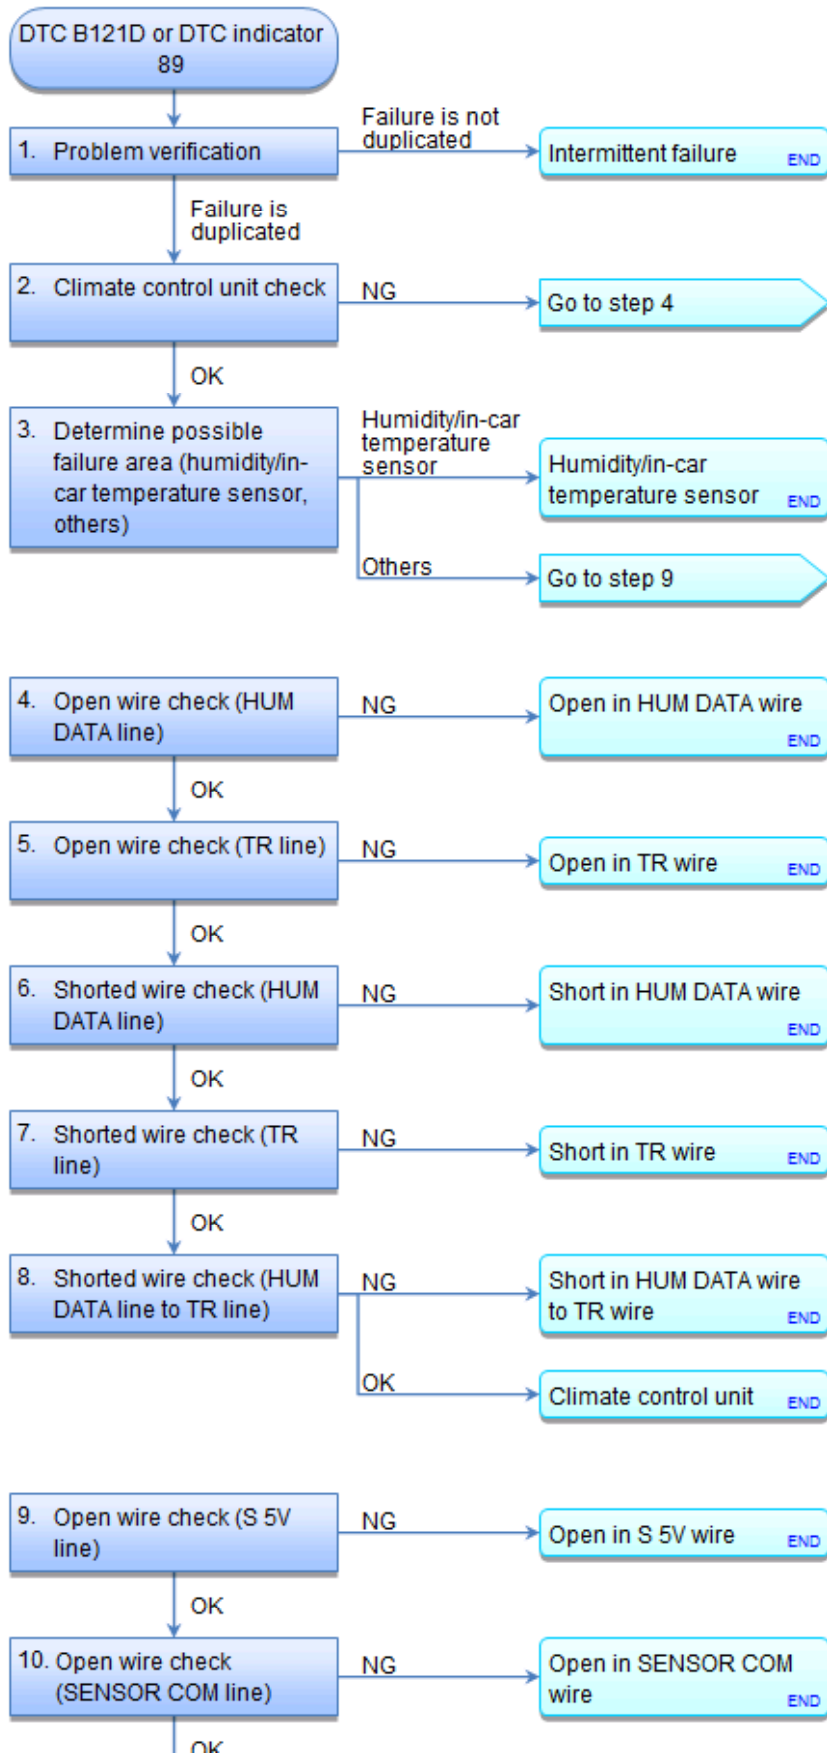 DTC B121D or DTC indicator
89
Failure is not
duplicated
1. Problem verification
Intermittent failure
END
Failure is
duplicated
2. Climate control unit check
NG
Go to step 4
OK
3. Determine possible
failure area (humidity/in-
car temperature sensor,
others)
Humidity/in-car
temperature
sensor
Humidity/in-car
temperature sensor
END
Others
Go to step 9
4. Open wire check (HUM
DATA line)
NG
Open in HUM DATA wire
END
OK
5. Open wire check (TR line)
NG
Open in TR wire
END
OK
6. Shorted wire check (HUM
DATA line)
NG
Short in HUM DATA wire
END
OK
7. Shorted wire check (TR
line)
NG
Short in TR wire
END
OK
8. Shorted wire check (HUM
DATA line to TR line)
NG
Short in HUM DATA wire
to TR wire
END
OK
Climate control unit
END
9. Open wire check (S 5V
line)
NG
Open in S 5V wire
END
OK
10. Open wire check
(SENSOR COM line)
NG
Open in SENSOR COM
wire
END
OK